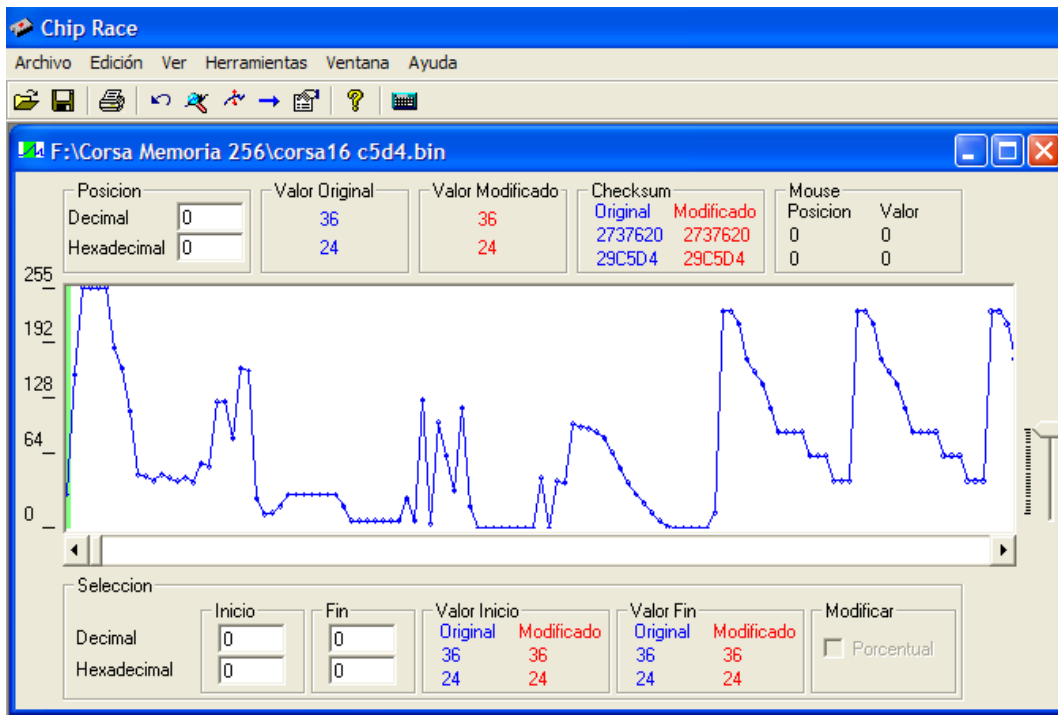 Chip Race
Archivo Edición Ver Herramientas Ventana Ayuda
F:\Corsa Memoria 256\corsa16 c5d4.bin
Posicion
Decimal 0
Hexadecimal 0
Valor Original
36
24
Valor Modificado
36
24
Checksum
Original Modificado
2737620 2737620
29C5D4 29C5D4
Mouse
Posicion Valor
0 0
0 0
255
192
128
64
0
Seleccion
Inicio Fin
Decimal 0 0
Hexadecimal 0 0
Valor Inicio
Original Modificado
36 36
24 24
Valor Fin
Original Modificado
36 36
24 24
Modificar
Porcentual